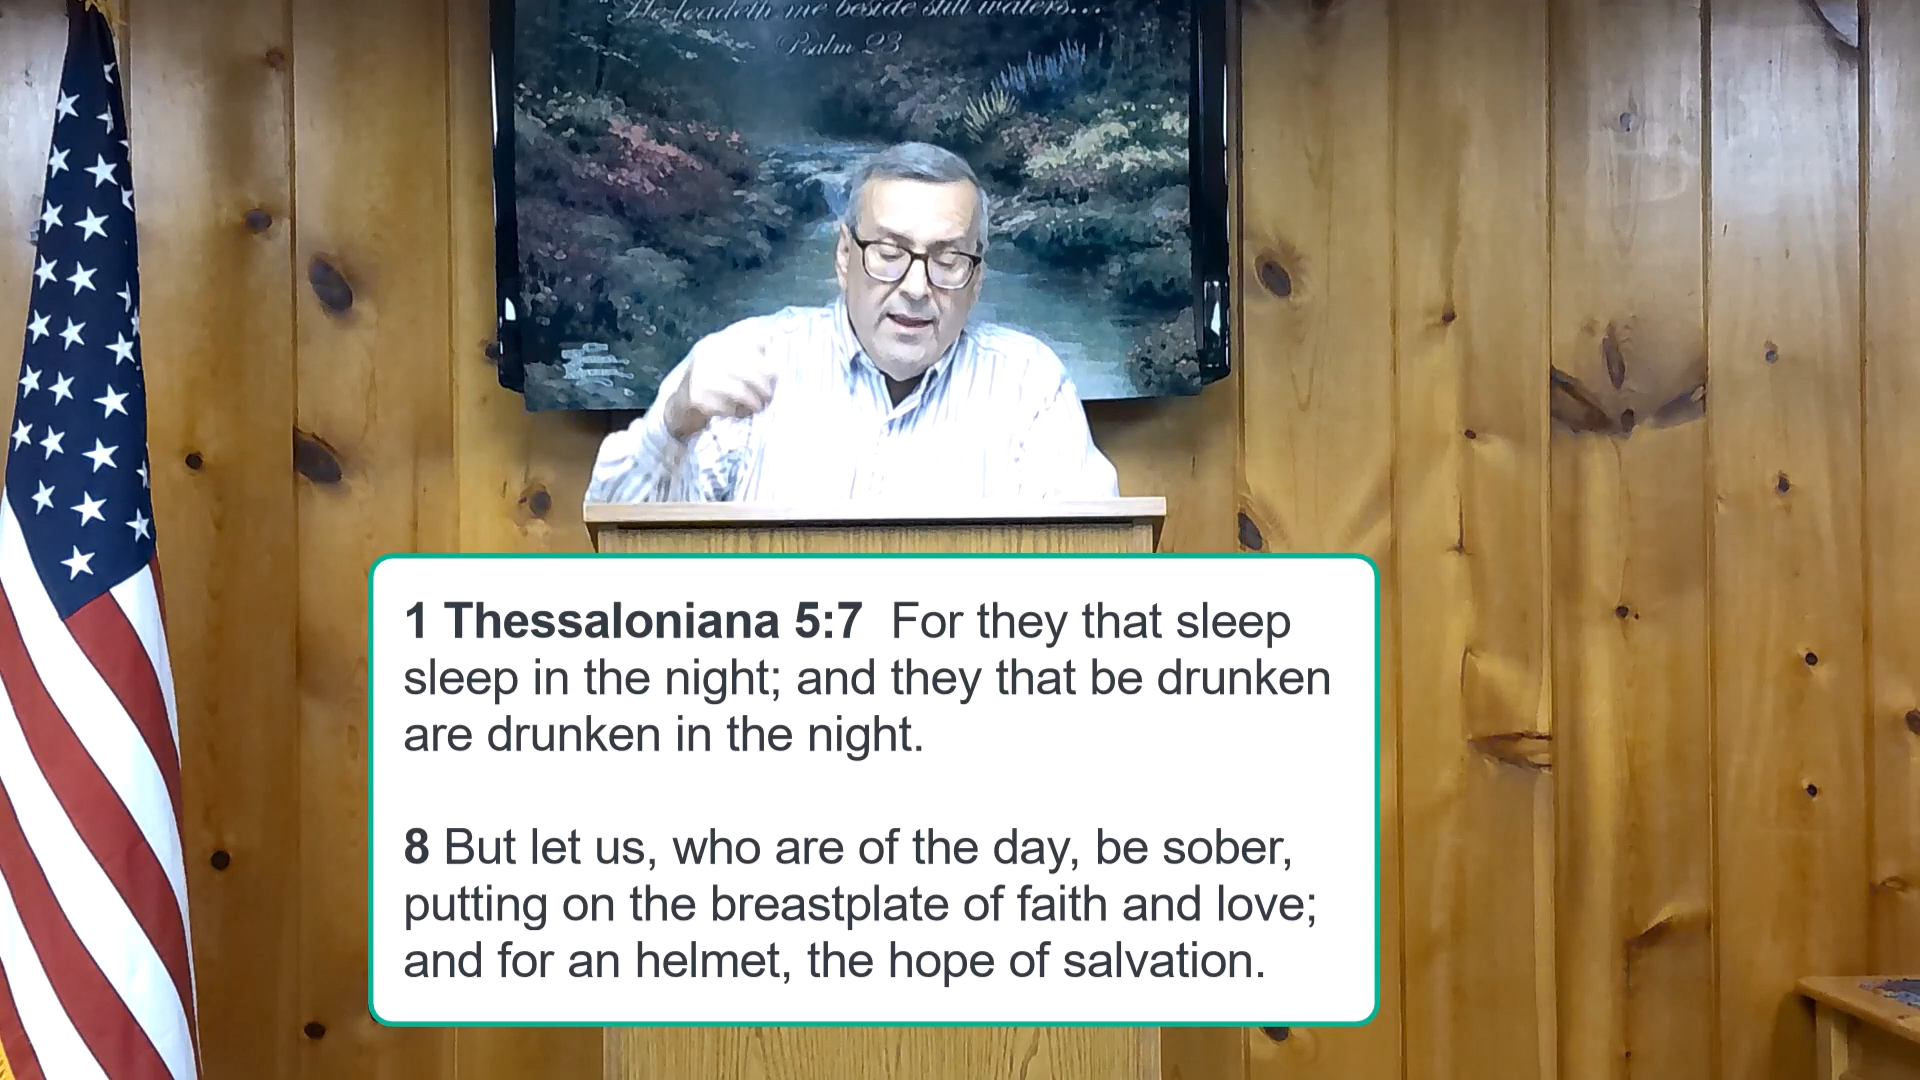 "He leadeth me beside still waters...
Psalm 23
1 Thessaloniana 5:7  For they that sleep
sleep in the night; and they that be drunken
are drunken in the night.
8 But let us, who are of the day, be sober,
putting on the breastplate of faith and love;
and for an helmet, the hope of salvation.